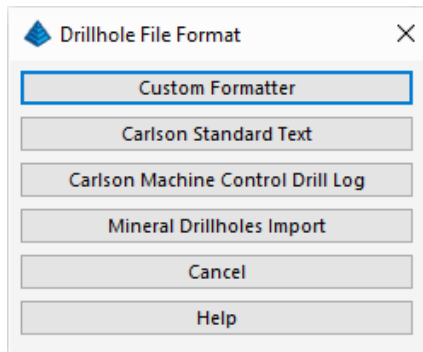 Drillhole File Format
Custom Formatter
Carlson Standard Text
Carlson Machine Control Drill Log
Mineral Drillholes Import
Cancel
Help